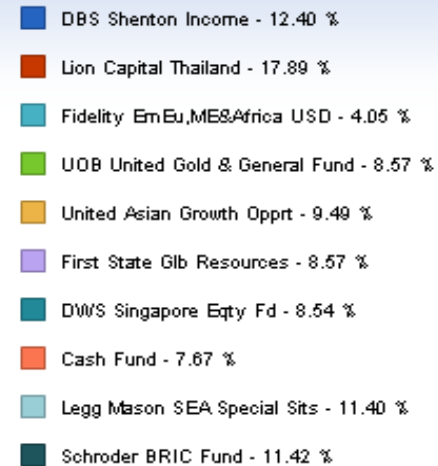 DBS Shenton Income - 12.40 %
Lion Capital Thailand - 17.89 %
Fidelity EmEu,ME&Africa USD - 4.05 %
UOB United Gold & General Fund - 8.57 %
United Asian Growth Opprt - 9.49 %
First State Glb Resources - 8.57 %
DWS Singapore Eqty Fd - 8.54 %
Cash Fund - 7.67 %
Legg Mason SEA Special Sits - 11.40 %
Schroder BRIC Fund - 11.42 %